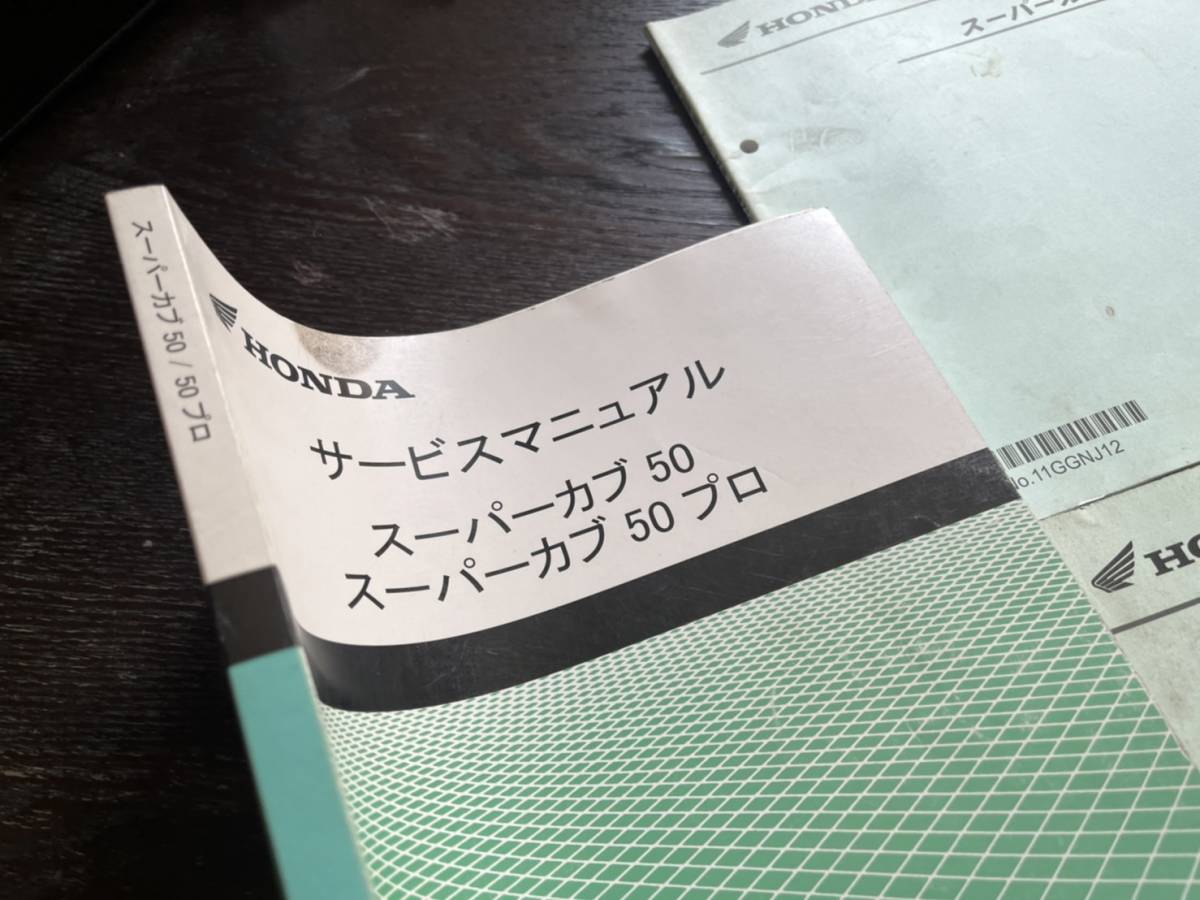 スーパーカブ 50 / 50 プロ
HONDA
サービスマニュアル
スーパーカブ 50
スーパーカブ 50 プロ
HONDA
スーパーカ
No.11GGNJ12
HO